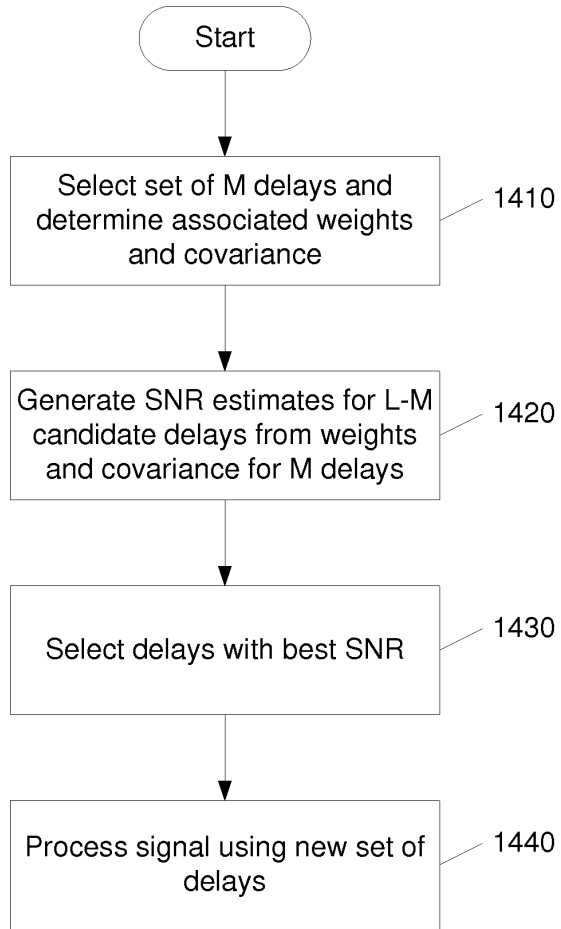 Start
Select set of M delays and
determine associated weights
and covariance
1410
Generate SNR estimates for L-M
candidate delays from weights
and covariance for M delays
1420
Select delays with best SNR
1430
Process signal using new set of
delays
1440